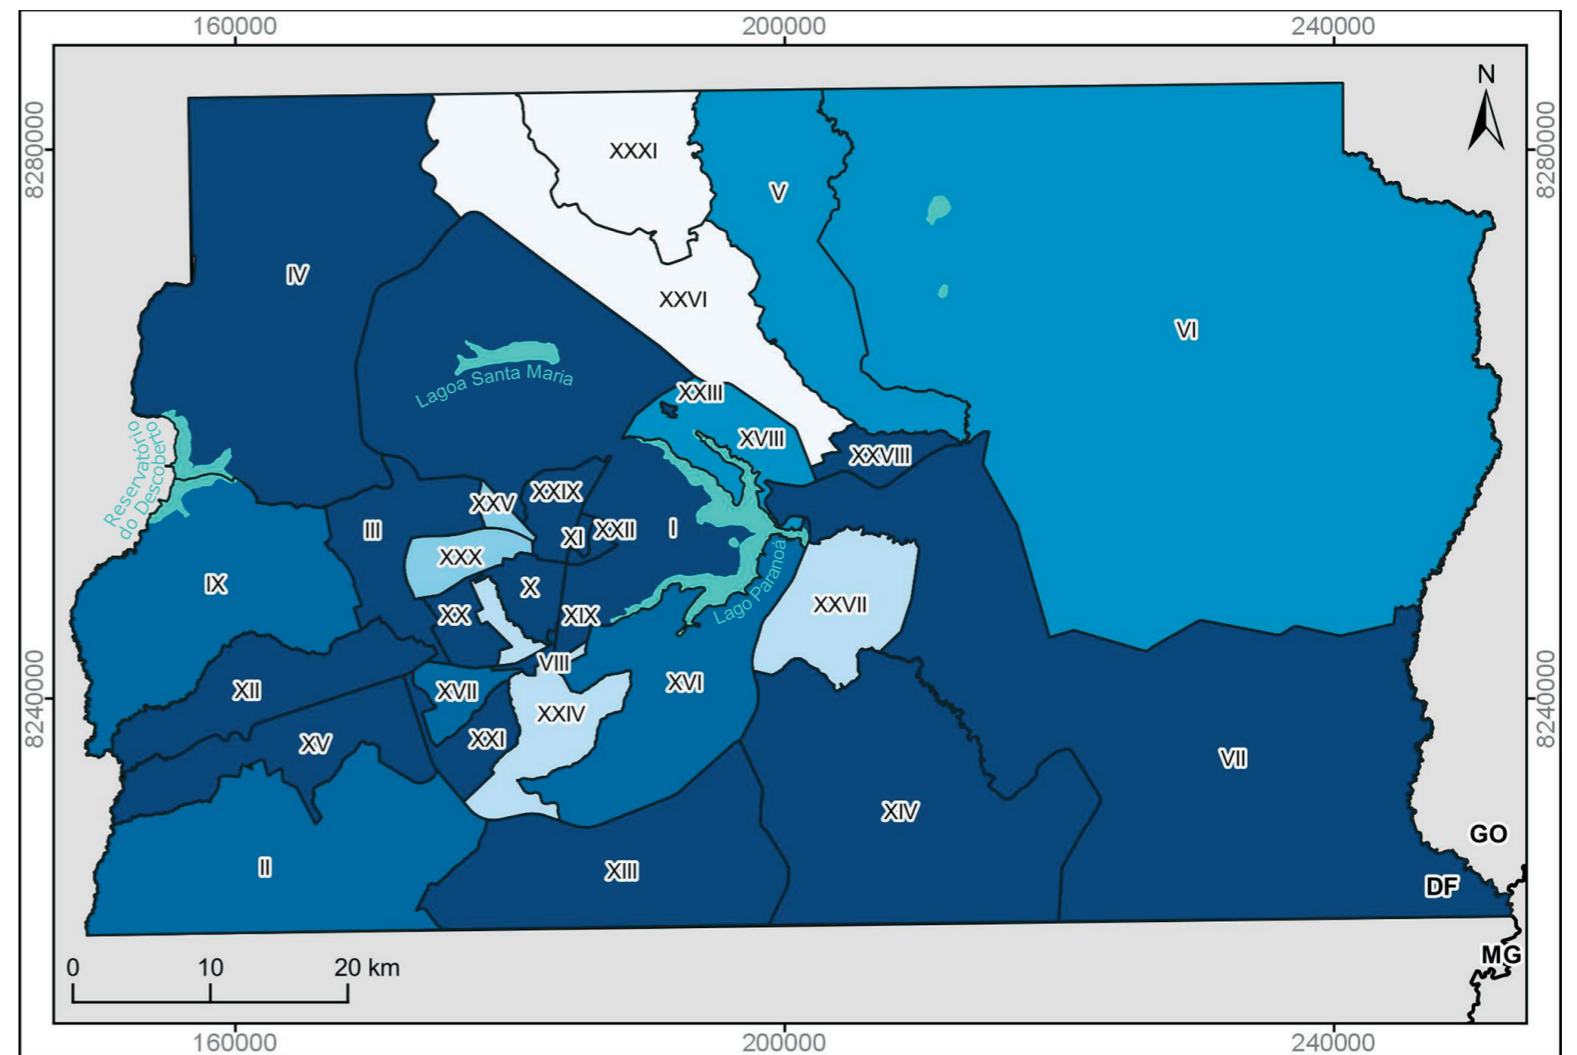 160000
200000
240000
N
8280000
8280000
XXXI
V
IV
XXVI
VI
Lagoa Santa Maria
XXIII
XVIII
XXVIII
Reservatório
do Descoberto
XXV
XXIX
III
XI
XXII
I
XXX
IX
X
Lago Paranoá
XXVII
XX
XIX
VIII
8240000
8240000
XII
XVII
XVI
XXIV
XXI
XV
VII
XIV
GO
II
XIII
DF
MG
0
10
20 km
160000
200000
240000